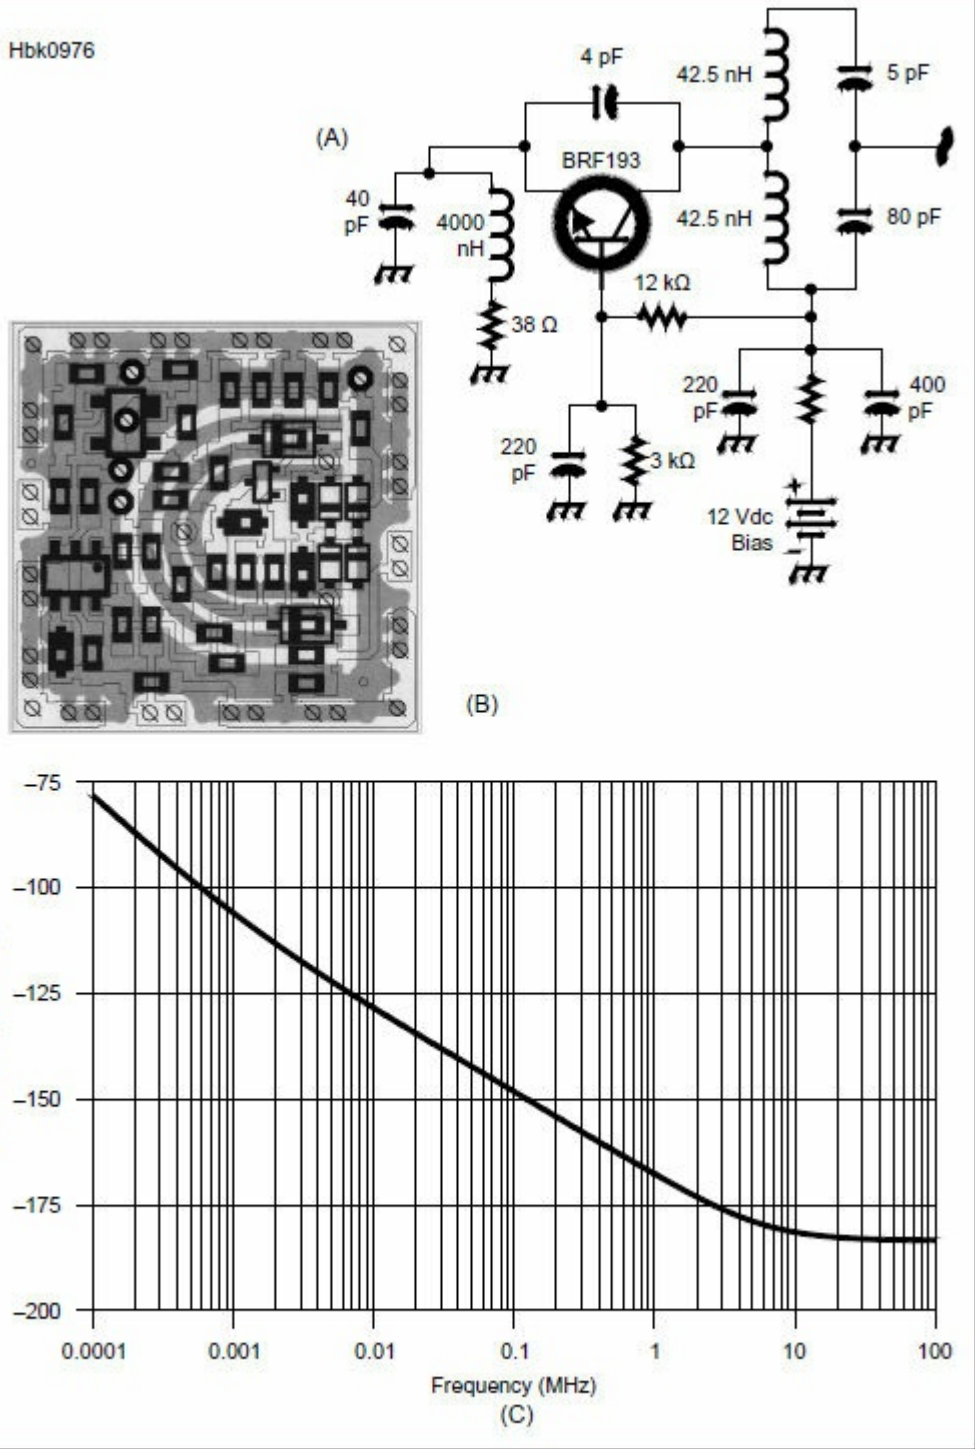 Hbk0976
(A)
4 pF
42.5 nH
5 pF
BRF193
40
pF
4000
nH
42.5 nH
80 pF
12 kΩ
38 Ω
220
pF
400
pF
220
pF
3 kΩ
+
12 Vdc
Bias
–
(B)
–75
–100
–125
–150
–175
–200
0.0001 0.001 0.01 0.1 1 10 100
Frequency (MHz)
(C)